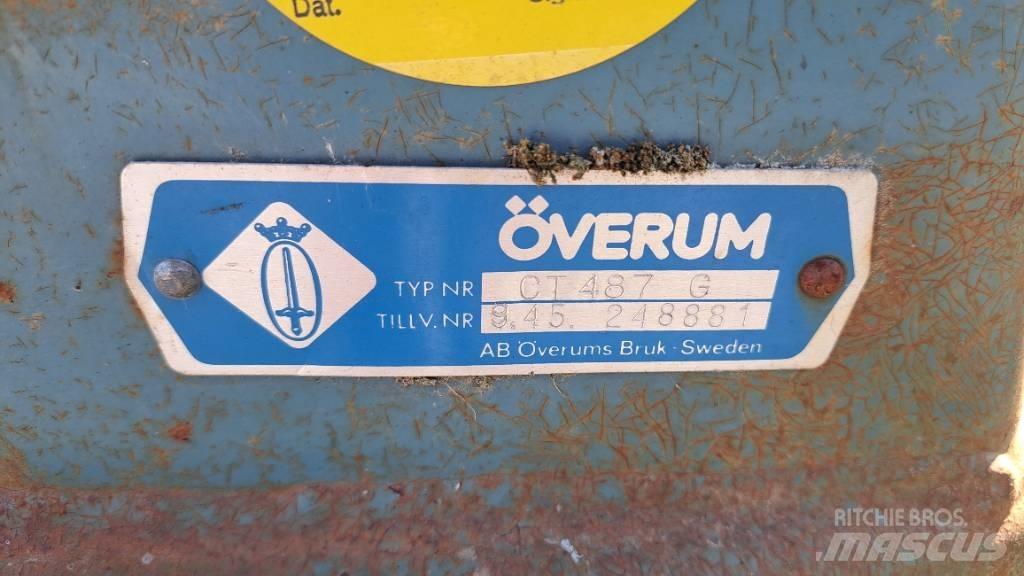 Dat.
ÖVERUM
TYP NR CT 487 G
TILLV. NR 9.45. 248881
AB Överums Bruk - Sweden
RITCHIE BROS.
MASCUS